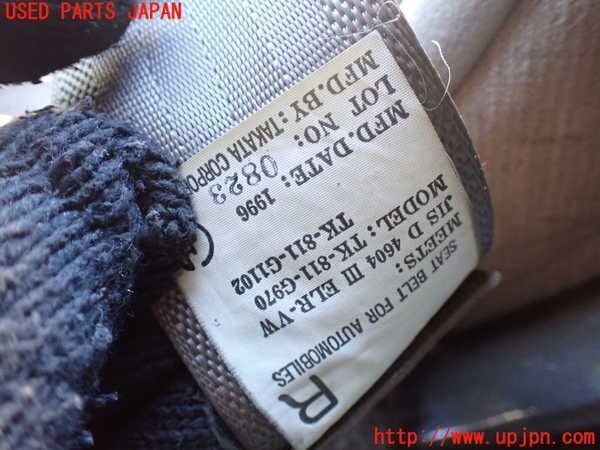 USED PARTS JAPAN
R
SEAT BELT FOR AUTOMOBILES
MEETS:
JIS D 4604 III ELR-VW
MODEL: TK-811-G970
TK-811-G1102
MFD. DATE: 1996
LOT NO: 0823
MFD. BY: TAKATA CORPO
http://www.upjpn.com/